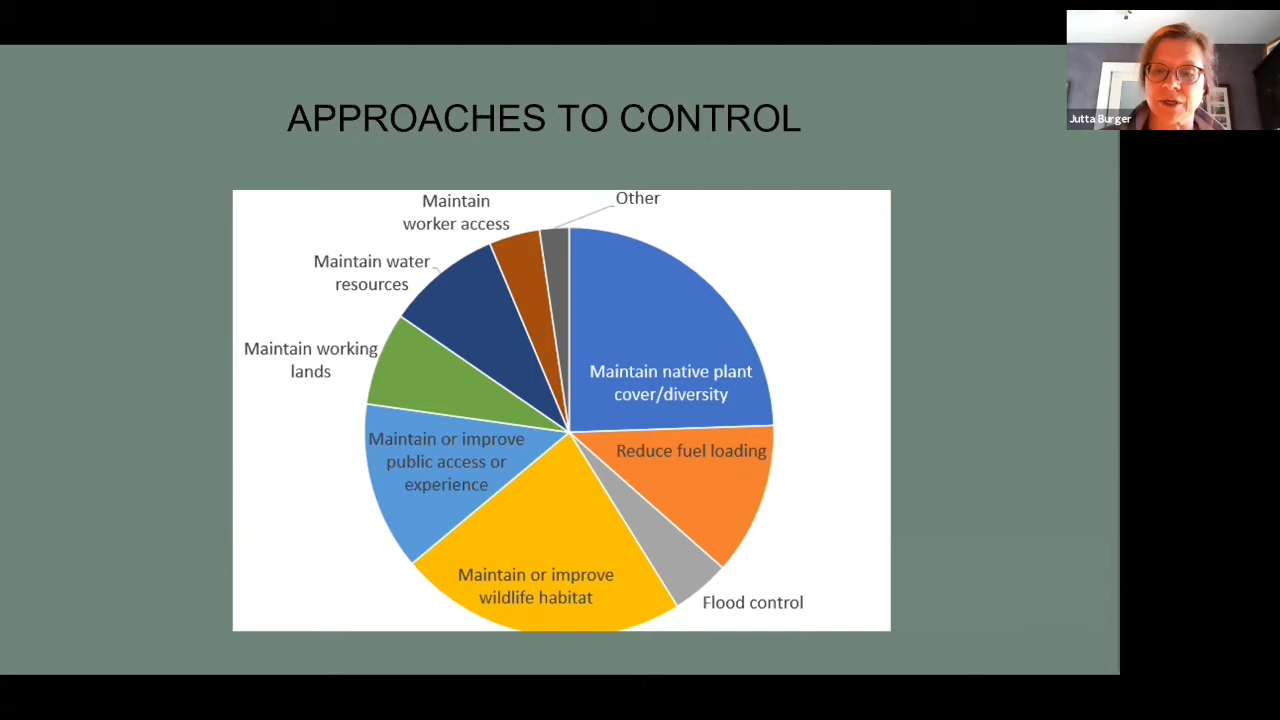 Jutta Burger
APPROACHES TO CONTROL
Maintain
worker access
Other
Maintain water
resources
Maintain working
lands
Maintain native plant
cover/diversity
Reduce fuel loading
Maintain or improve
public access or
experience
Maintain or improve
wildlife habitat
Flood control